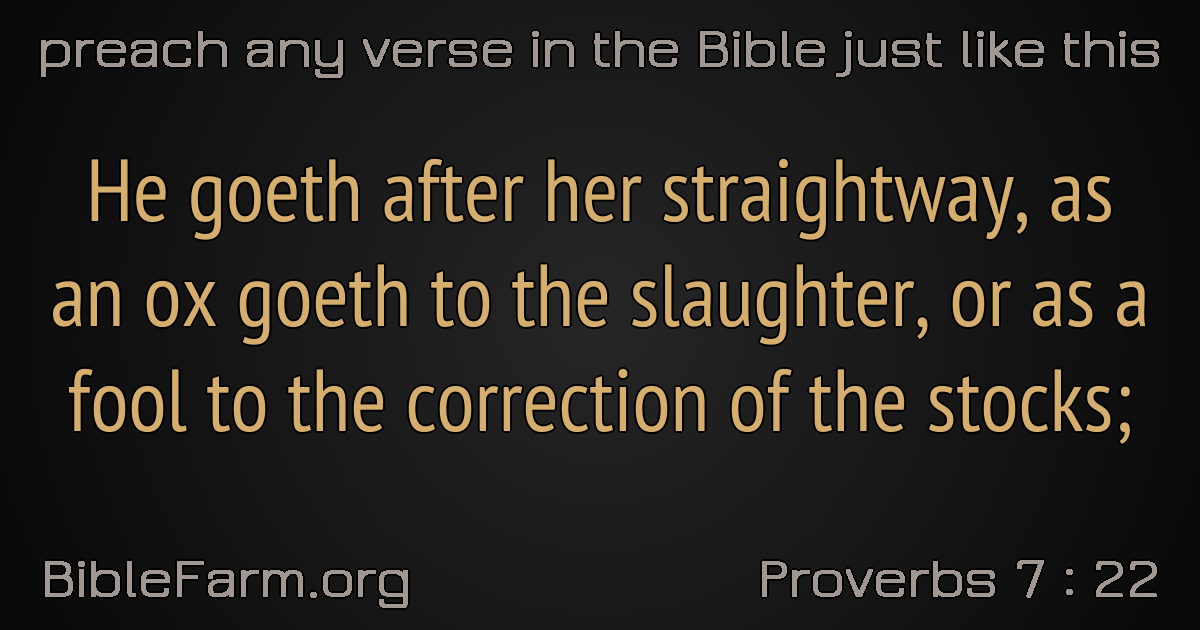 preach any verse in the Bible just like this
He goeth after her straightway, as
an ox goeth to the slaughter, or as a
fool to the correction of the stocks;
BibleFarm.org
Proverbs 7 : 22